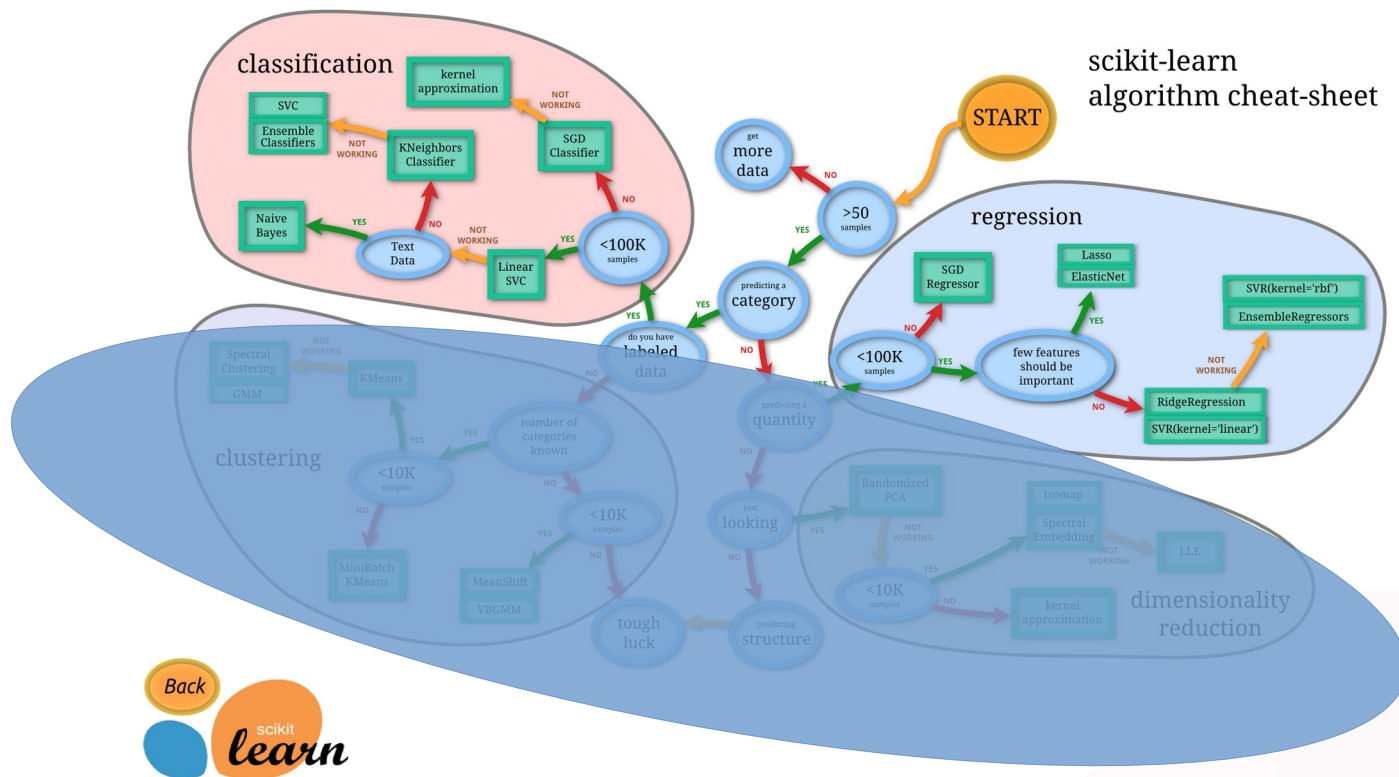 scikit-learn
algorithm cheat-sheet
START
classification
kernel
approximation
NOT
WORKING
SVC
Ensemble
Classifiers
NOT
WORKING
KNeighbors
Classifier
SGD
Classifier
NO
NO
Naive
Bayes
YES
Text
Data
NOT
WORKING
Linear
SVC
YES
<100K
samples
get
more
data
NO
>50
samples
YES
predicting a
category
YES
YES
NO
do you have
labeled
data
regression
SGD
Regressor
Lasso
ElasticNet
SVR(kernel='rbf')
EnsembleRegressors
NO
YES
<100K
samples
YES
few features
should be
important
NOT
WORKING
NO
RidgeRegression
SVR(kernel='linear')
YES
predicting a
quantity
NO
clustering
Spectral
Clustering
GMM
NOT
WORKING
KMeans
NO
number of
categories
known
YES
YES
<10K
samples
NO
NO
<10K
samples
MiniBatch
KMeans
YES
NO
MeanShift
VBGMM
tough
luck
just
looking
YES
NO
predicting
structure
Randomized
PCA
NOT
WORKING
Isomap
Spectral
Embedding
NOT
WORKING
LLE
YES
<10K
samples
NO
kernel
approximation
dimensionality
reduction
Back
scikit
learn